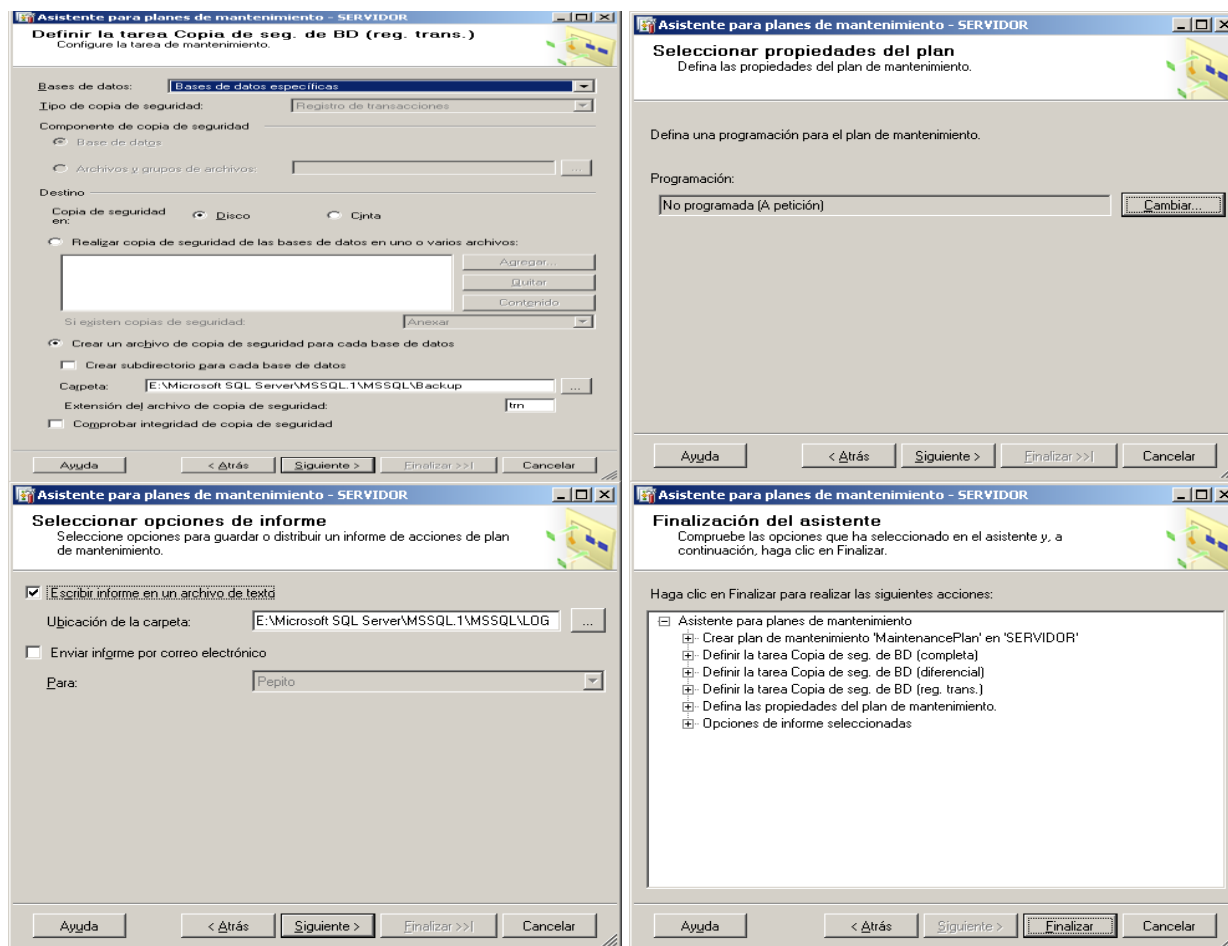 Asistente para planes de mantenimiento - SERVIDOR
Definir la tarea Copia de seg. de BD (reg. trans.)
Configure la tarea de mantenimiento.
Bases de datos: Bases de datos específicas
Tipo de copia de seguridad: Registro de transacciones
Componente de copia de seguridad
Base de datos
Archivos y grupos de archivos: ...
Destino
Copia de seguridad en: Disco Cinta
Realizar copia de seguridad de las bases de datos en uno o varios archivos:
Agregar...
Quitar
Contenido
Si existen copias de seguridad: Anexar
Crear un archivo de copia de seguridad para cada base de datos
Crear subdirectorio para cada base de datos
Carpeta: E:\Microsoft SQL Server\MSSQL.1\MSSQL\Backup ...
Extensión del archivo de copia de seguridad: trn
Comprobar integridad de copia de seguridad
Ayuda < Atrás Siguiente > Finalizar >>| Cancelar
Asistente para planes de mantenimiento - SERVIDOR
Seleccionar propiedades del plan
Defina las propiedades del plan de mantenimiento.
Defina una programación para el plan de mantenimiento.
Programación:
No programada (A petición) Cambiar...
Ayuda < Atrás Siguiente > Finalizar >>| Cancelar
Asistente para planes de mantenimiento - SERVIDOR
Seleccionar opciones de informe
Seleccione opciones para guardar o distribuir un informe de acciones de plan
de mantenimiento.
Escribir informe en un archivo de texto
Ubicación de la carpeta: E:\Microsoft SQL Server\MSSQL.1\MSSQL\LOG ...
Enviar informe por correo electrónico
Para: Pepito
Ayuda < Atrás Siguiente > Finalizar >>| Cancelar
Asistente para planes de mantenimiento - SERVIDOR
Finalización del asistente
Compruebe las opciones que ha seleccionado en el asistente y, a
continuación, haga clic en Finalizar.
Haga clic en Finalizar para realizar las siguientes acciones:
Asistente para planes de mantenimiento
Crear plan de mantenimiento 'MaintenancePlan' en 'SERVIDOR'
Definir la tarea Copia de seg. de BD (completa)
Definir la tarea Copia de seg. de BD (diferencial)
Definir la tarea Copia de seg. de BD (reg. trans.)
Defina las propiedades del plan de mantenimiento.
Opciones de informe seleccionadas
Ayuda < Atrás Siguiente > Finalizar Cancelar